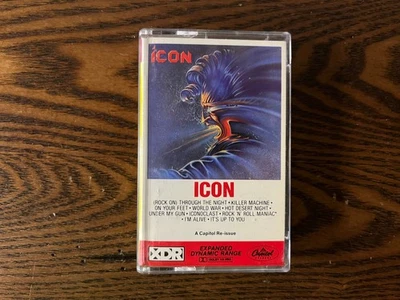 ICON
ICON
(ROCK ON) THROUGH THE NIGHT • KILLER MACHINE •
ON YOUR FEET • WORLD WAR • HOT DESERT NIGHT •
UNDER MY GUN • ICONOCLAST • ROCK 'N' ROLL MANIAC •
• I'M ALIVE • IT'S UP TO YOU
A Capitol Re-issue
XDR
EXPANDED
DYNAMIC RANGE
Capitol